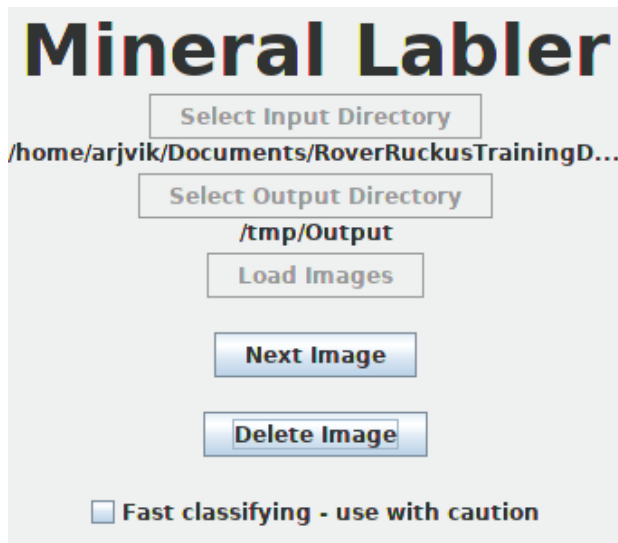 Mineral Labler
Select Input Directory
/home/arjvik/Documents/RoverRuckusTrainingD...
Select Output Directory
/tmp/Output
Load Images
Next Image
Delete Image
Fast classifying - use with caution